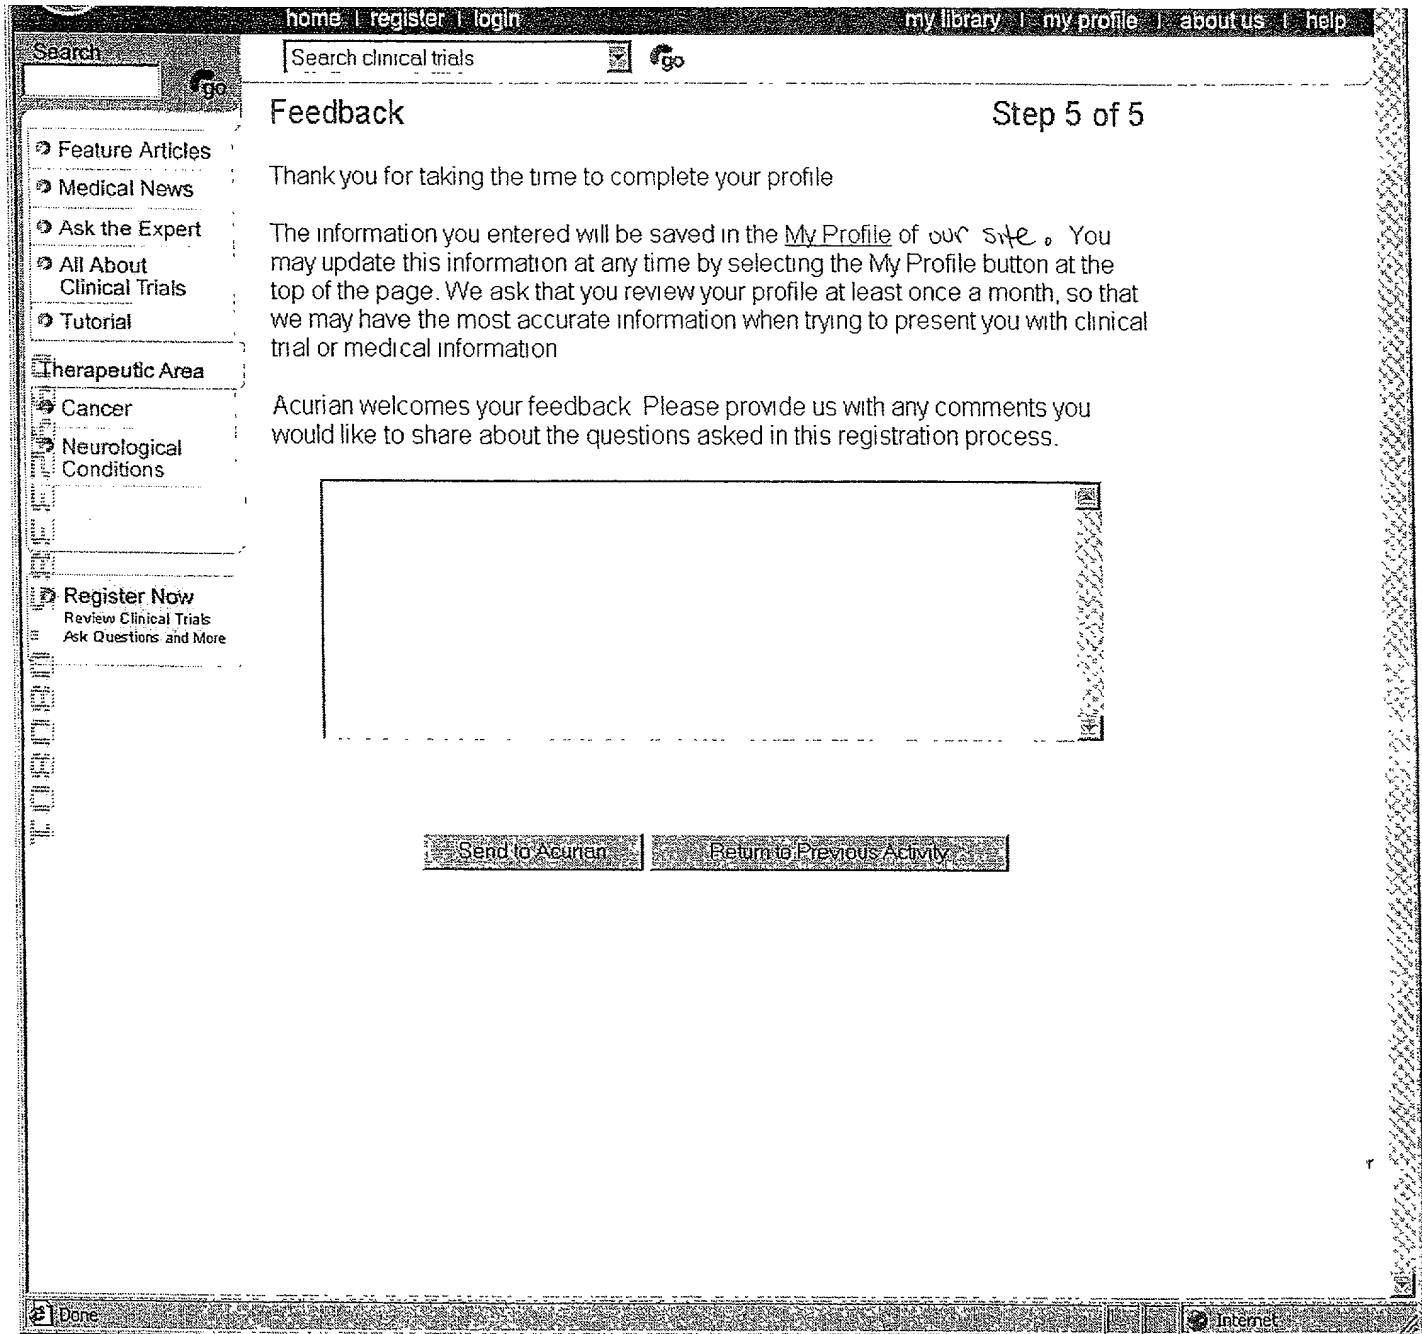 home | register | login
my library | my profile | about us | help
Search
Search clinical trials
go
go
Feedback
Step 5 of 5
Feature Articles
Medical News
Ask the Expert
All About
Clinical Trials
Tutorial
Therapeutic Area
Cancer
Neurological
Conditions
Register Now
Review Clinical Trials
Ask Questions and More
Thank you for taking the time to complete your profile
The information you entered will be saved in the My Profile of our site. You
may update this information at any time by selecting the My Profile button at the
top of the page. We ask that you review your profile at least once a month, so that
we may have the most accurate information when trying to present you with clinical
trial or medical information
Acurian welcomes your feedback Please provide us with any comments you
would like to share about the questions asked in this registration process.
Send to Acurian
Return to Previous Activity
Done
Internet